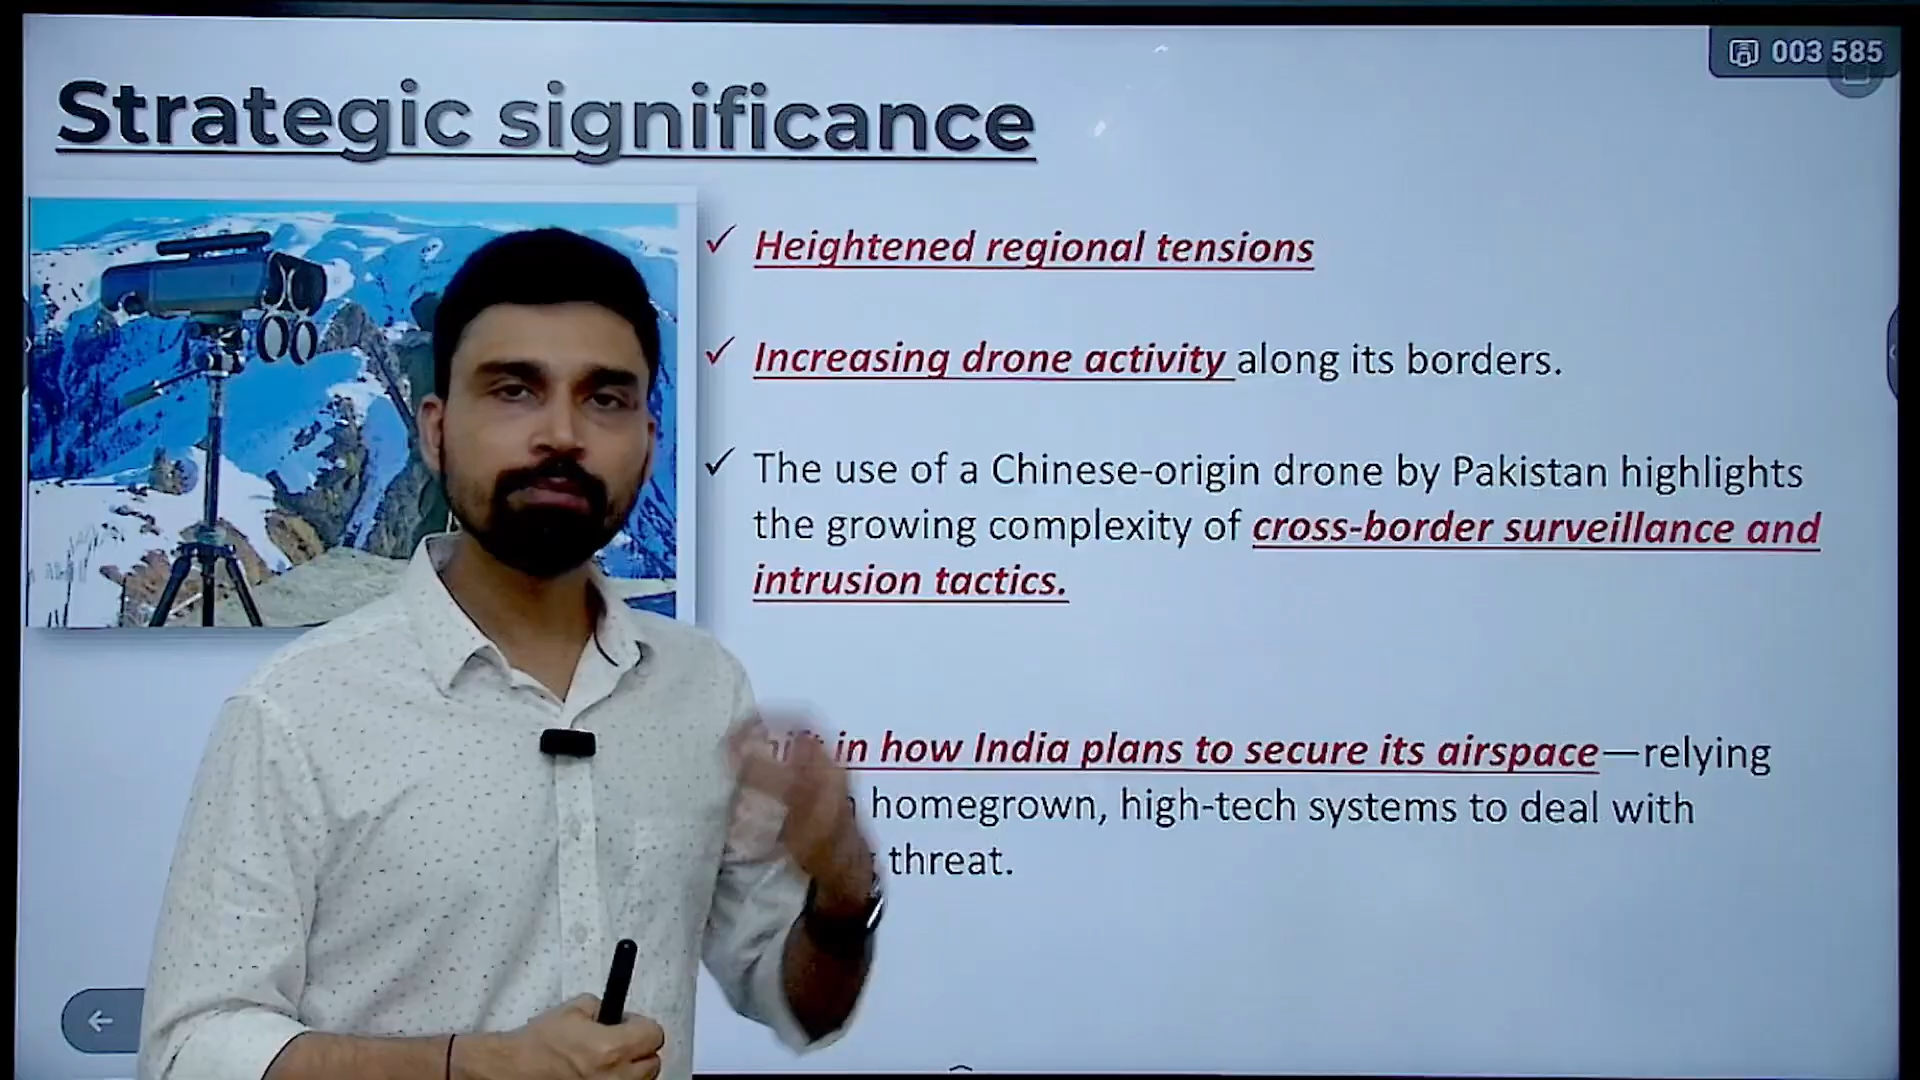 003 585
Strategic significance
Heightened regional tensions
Increasing drone activity along its borders.
The use of a Chinese-origin drone by Pakistan highlights
the growing complexity of cross-border surveillance and
intrusion tactics.
in how India plans to secure its airspace—relying
homegrown, high-tech systems to deal with
threat.